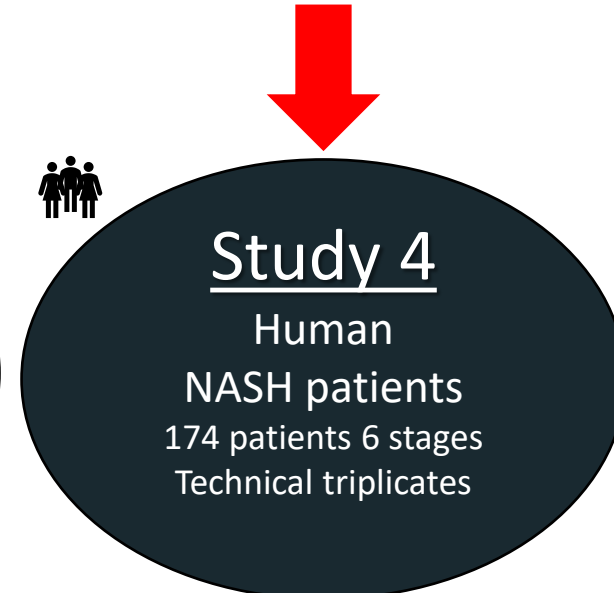 Study 4
Human
NASH patients
174 patients 6 stages
Technical triplicates